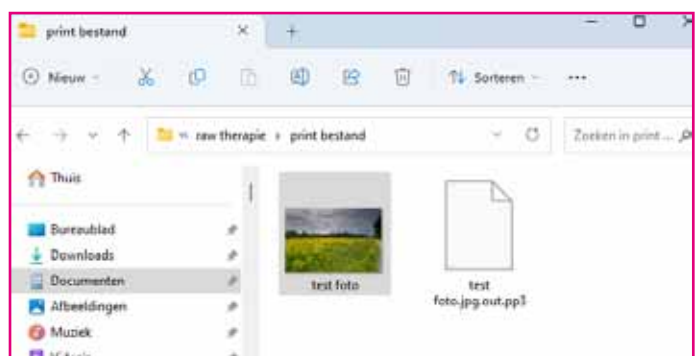 print bestand
Nieuw
Sorteren
raw therapie › print bestand
Zoeken in print ...
Thuis
Bureaublad
Downloads
Documenten
Afbeeldingen
Muziek
test foto
test
foto.jpg.out.pp3